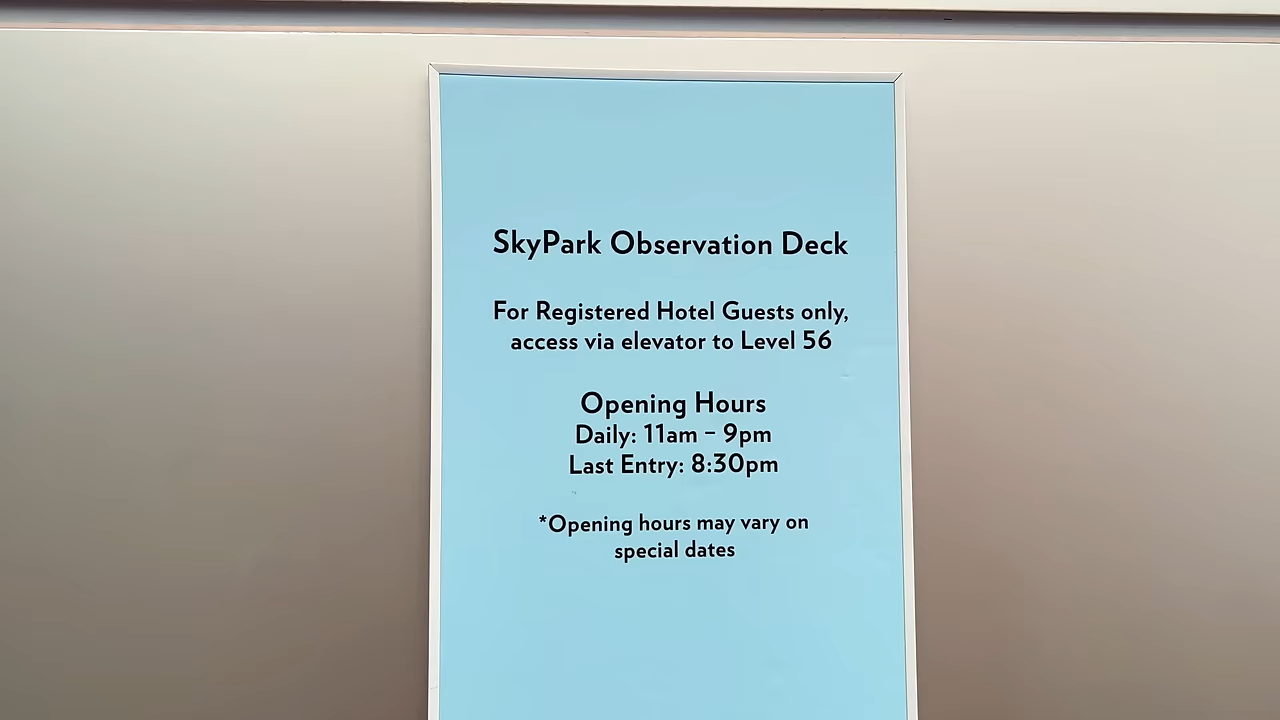 SkyPark Observation Deck
For Registered Hotel Guests only,
access via elevator to Level 56
Opening Hours
Daily: 11am – 9pm
Last Entry: 8:30pm
*Opening hours may vary on
special dates